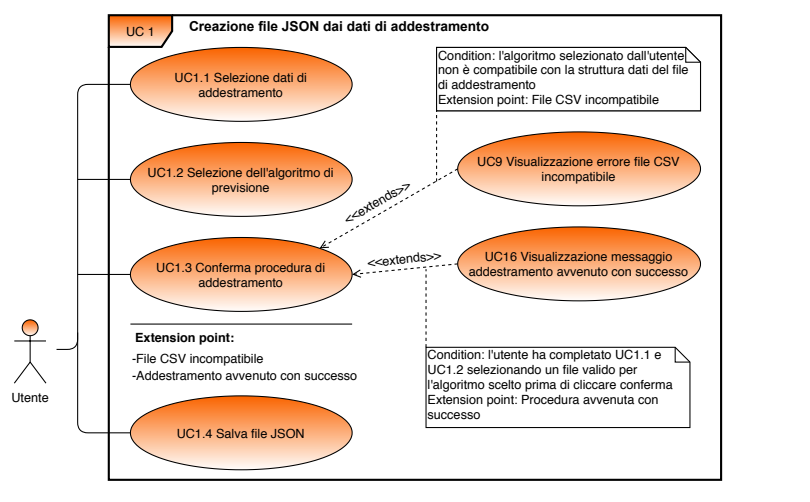 UC 1
Creazione file JSON dai dati di addestramento
UC1.1 Selezione dati di
addestramento
Condition: l'algoritmo selezionato dall'utente
non è compatibile con la struttura dati del file
di addestramento
Extension point: File CSV incompatibile
UC1.2 Selezione dell'algoritmo di
previsione
UC9 Visualizzazione errore file CSV
incompatibile
<<extends>>
UC1.3 Conferma procedura di
addestramento
<<extends>>
UC16 Visualizzazione messaggio
addestramento avvenuto con successo
Extension point:
-File CSV incompatibile
-Addestramento avvenuto con successo
Utente
Condition: l'utente ha completato UC1.1 e
UC1.2 selezionando un file valido per
l'algoritmo scelto prima di cliccare conferma
Extension point: Procedura avvenuta con
successo
UC1.4 Salva file JSON